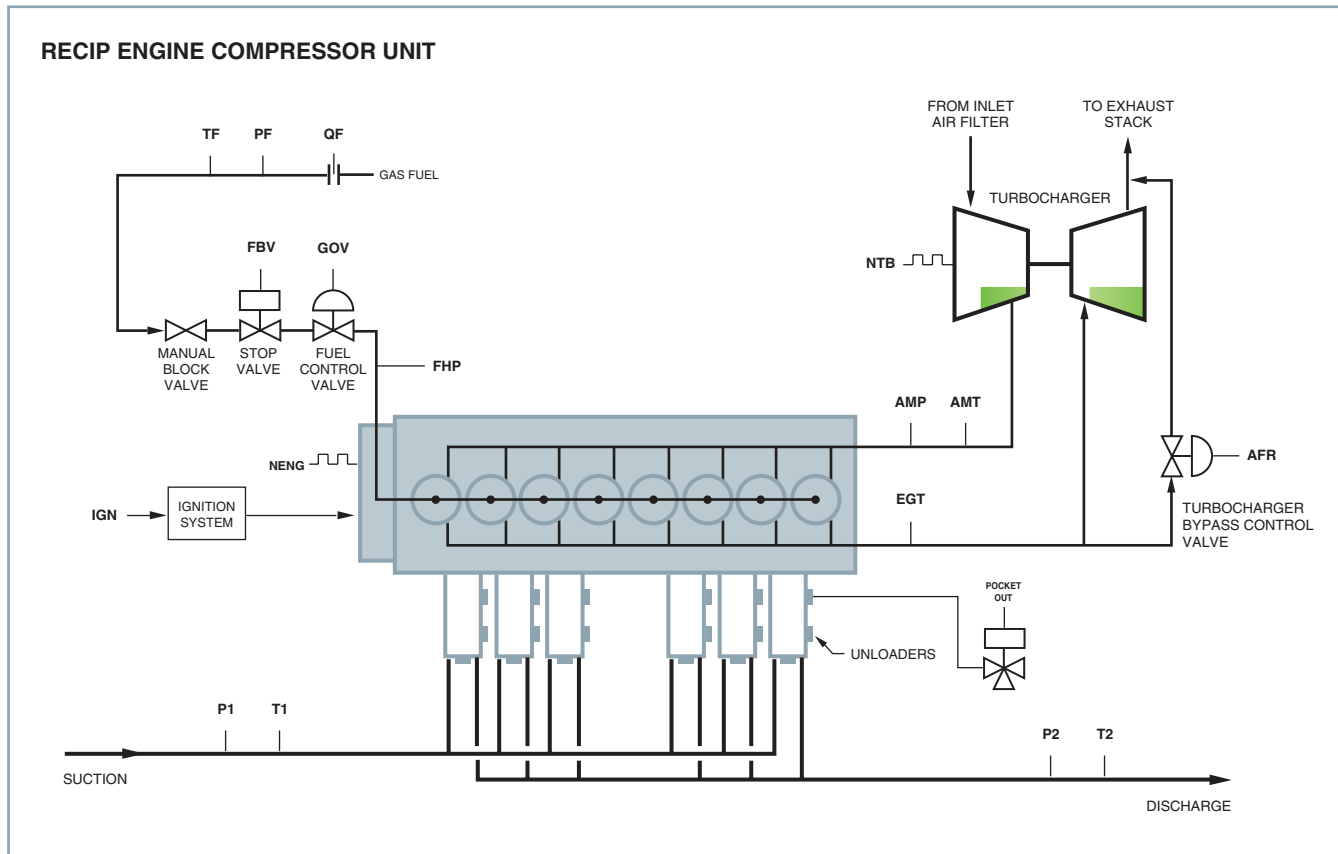 RECIP ENGINE COMPRESSOR UNIT
FROM INLET
AIR FILTER
TO EXHAUST
STACK
TF
PF
QF
GAS FUEL
TURBOCHARGER
FBV
GOV
NTB
MANUAL
BLOCK
VALVE
STOP
VALVE
FUEL
CONTROL
VALVE
FHP
AMP
AMT
NENG
AFR
IGN
IGNITION
SYSTEM
EGT
TURBOCHARGER
BYPASS CONTROL
VALVE
POCKET
OUT
UNLOADERS
P1
T1
P2
T2
SUCTION
DISCHARGE